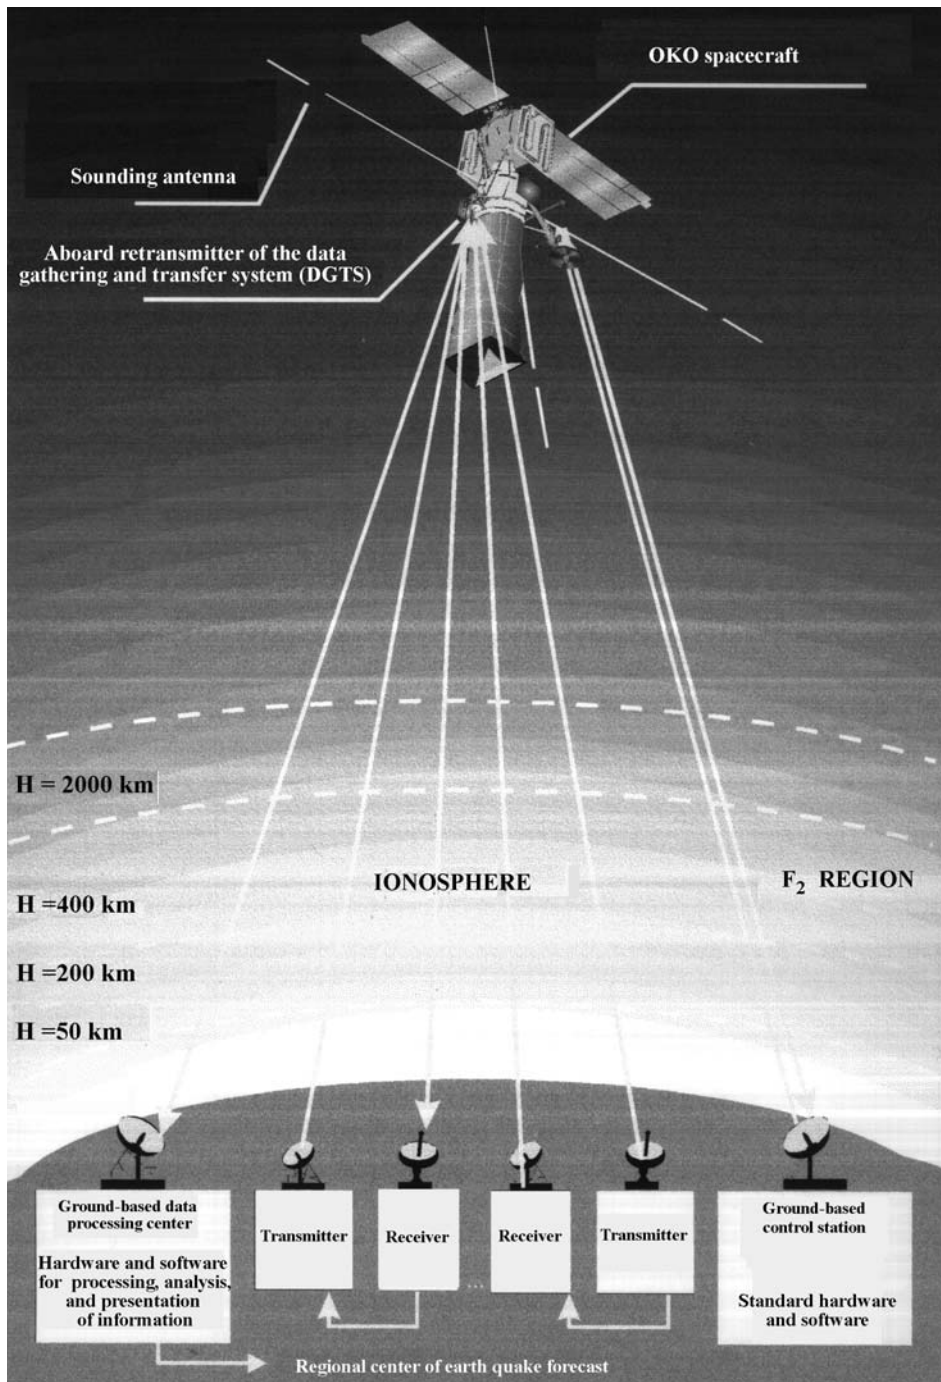 OKO spacecraft
Sounding antenna
Aboard retransmitter of the data
gathering and transfer system (DGTS)
H = 2000 km
IONOSPHERE
F2 REGION
H =400 km
H =200 km
H =50 km
Ground-based data
processing center
Hardware and software
for processing, analysis,
and presentation
of information
Transmitter
Receiver
...
Receiver
Transmitter
Ground-based
control station
Standard hardware
and software
Regional center of earth quake forecast